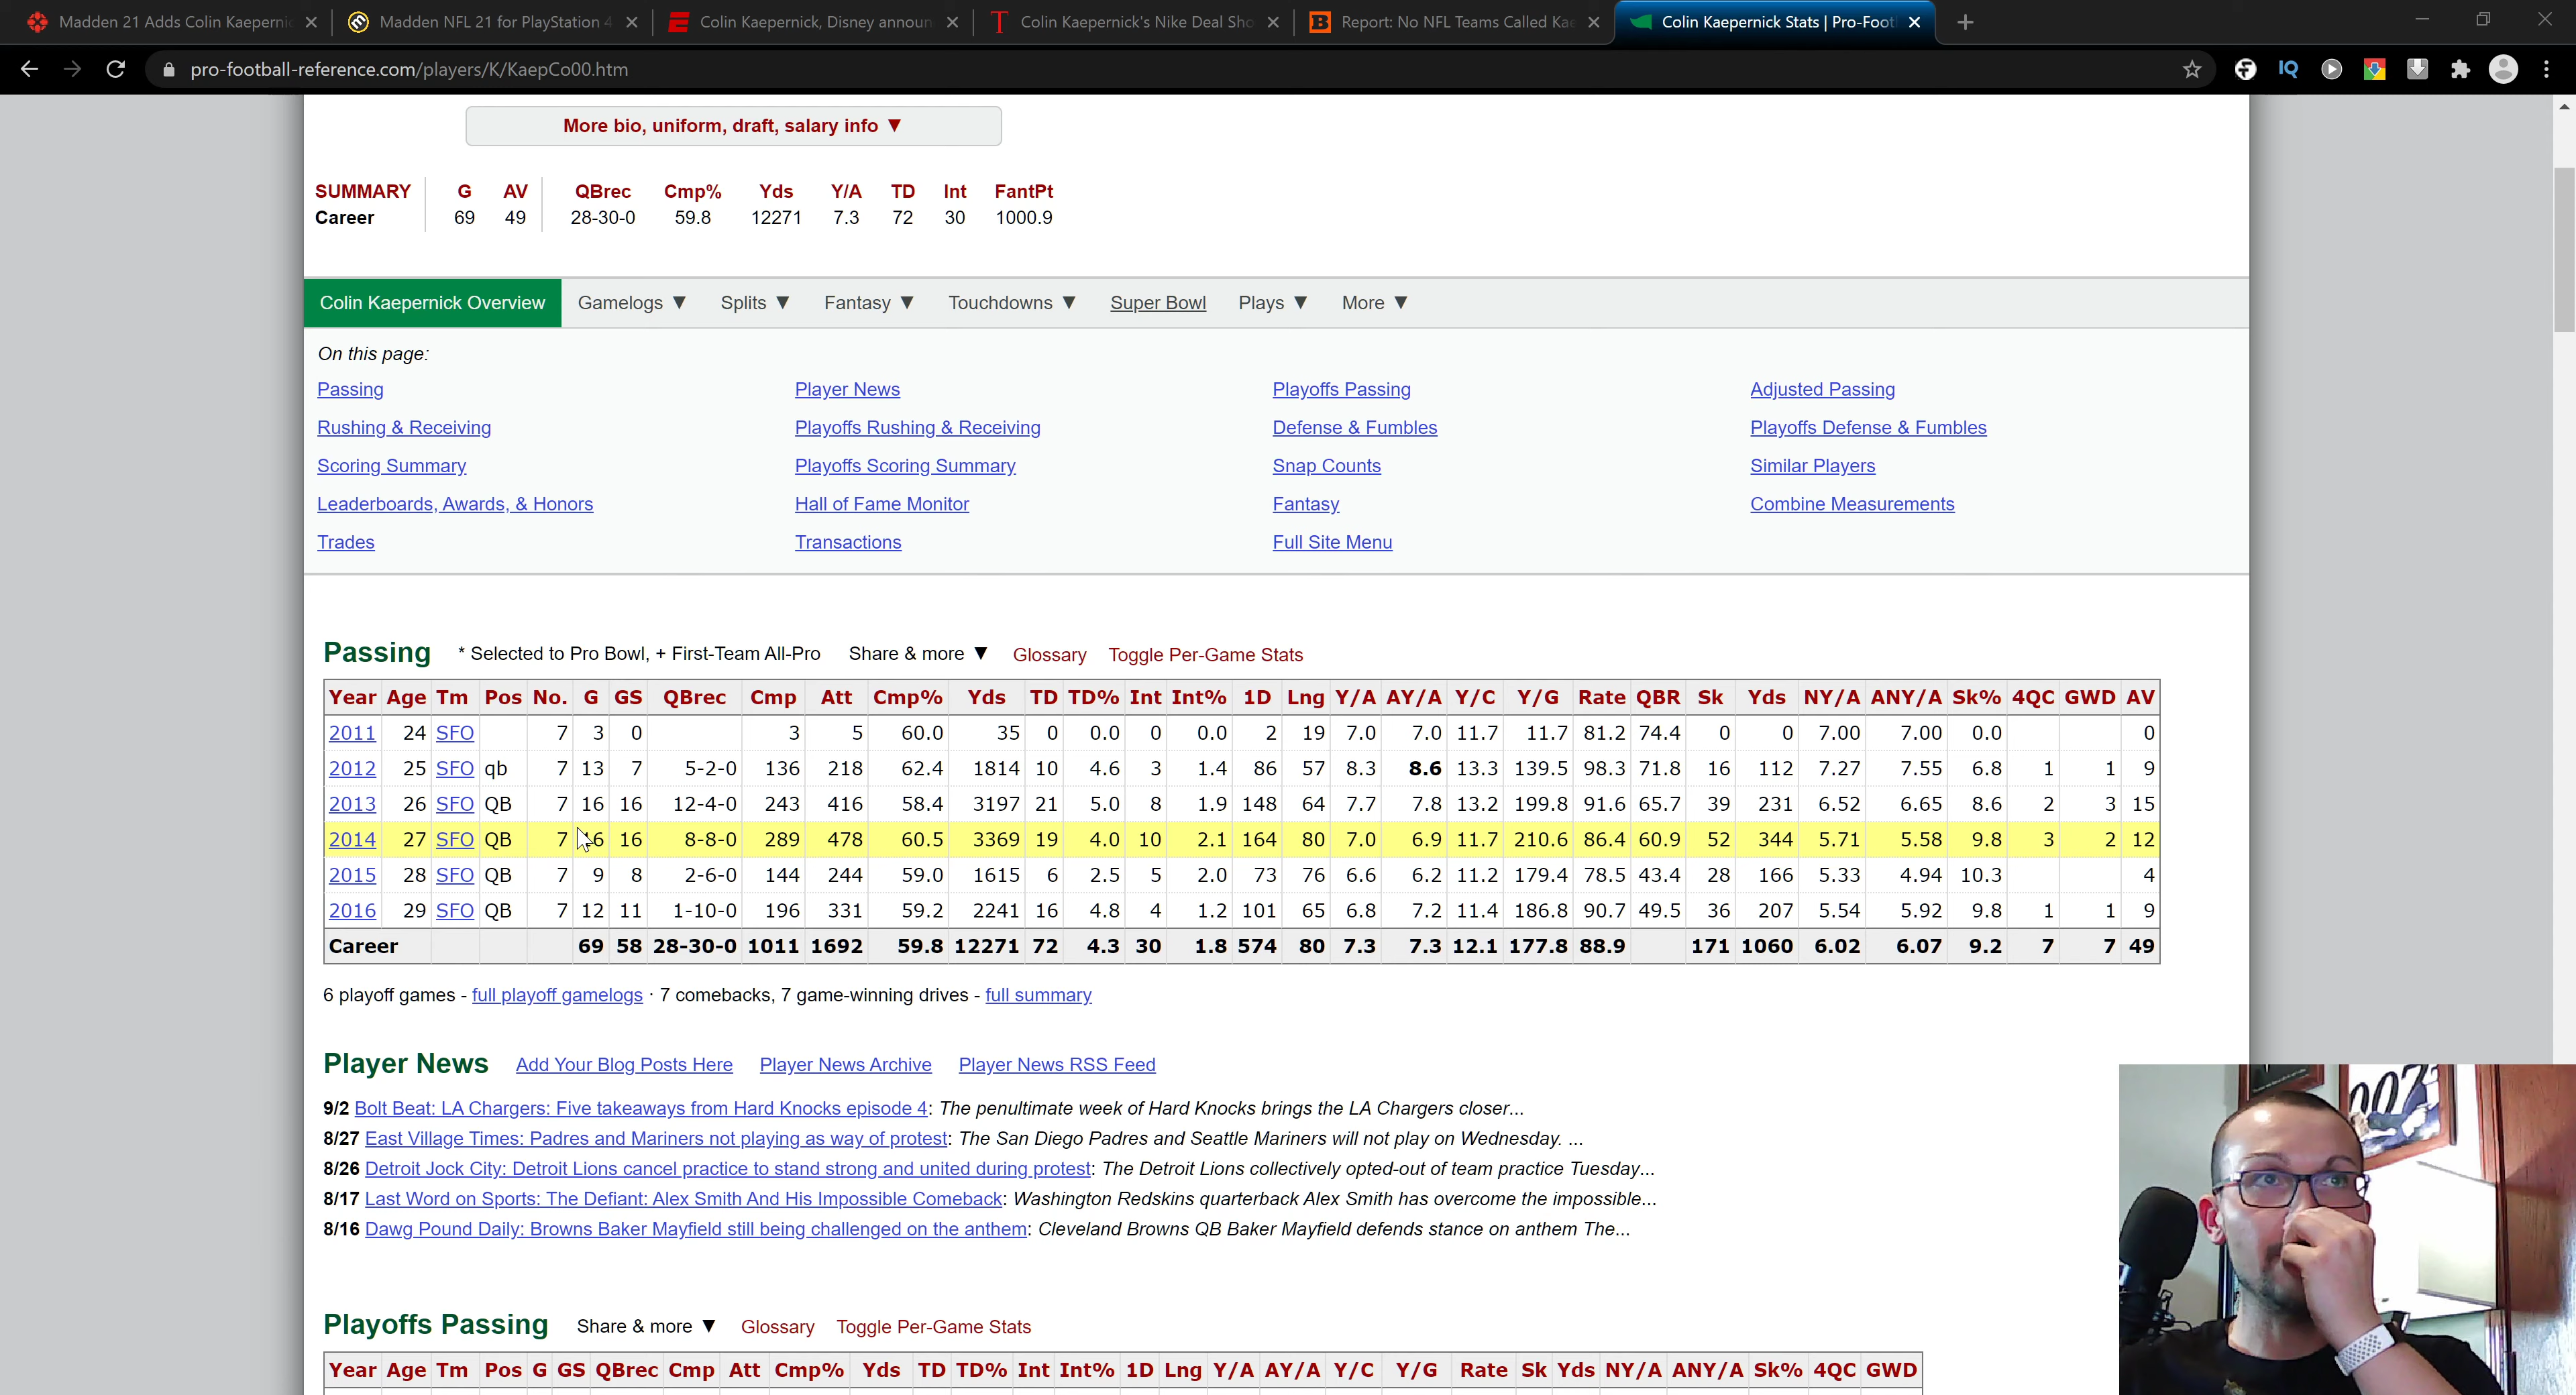 Madden 21 Adds Colin Kaepernic
Madden NFL 21 for PlayStation 4
Colin Kaepernick, Disney announ
Colin Kaepernick's Nike Deal Sho
Report: No NFL Teams Called Kae
Colin Kaepernick Stats | Pro-Foot
pro-football-reference.com/players/K/KaepCo00.htm
IQ
More bio, uniform, draft, salary info ▼
SUMMARY G AV QBrec Cmp% Yds Y/A TD Int FantPt
Career 69 49 28-30-0 59.8 12271 7.3 72 30 1000.9
Colin Kaepernick Overview Gamelogs ▼ Splits ▼ Fantasy ▼ Touchdowns ▼ Super Bowl Plays ▼ More ▼
On this page:
Passing Player News Playoffs Passing Adjusted Passing
Rushing & Receiving Playoffs Rushing & Receiving Defense & Fumbles Playoffs Defense & Fumbles
Scoring Summary Playoffs Scoring Summary Snap Counts Similar Players
Leaderboards, Awards, & Honors Hall of Fame Monitor Fantasy Combine Measurements
Trades Transactions Full Site Menu
Passing * Selected to Pro Bowl, + First-Team All-Pro Share & more ▼ Glossary Toggle Per-Game Stats
Year Age Tm Pos No. G GS QBrec Cmp Att Cmp% Yds TD TD% Int Int% 1D Lng Y/A AY/A Y/C Y/G Rate QBR Sk Yds NY/A ANY/A Sk% 4QC GWD AV
2011 24 SFO 7 3 0 3 5 60.0 35 0 0.0 0 0.0 2 19 7.0 7.0 11.7 11.7 81.2 74.4 0 0 7.00 7.00 0.0 0
2012 25 SFO qb 7 13 7 5-2-0 136 218 62.4 1814 10 4.6 3 1.4 86 57 8.3 8.6 13.3 139.5 98.3 71.8 16 112 7.27 7.55 6.8 1 1 9
2013 26 SFO QB 7 16 16 12-4-0 243 416 58.4 3197 21 5.0 8 1.9 148 64 7.7 7.8 13.2 199.8 91.6 65.7 39 231 6.52 6.65 8.6 2 3 15
2014 27 SFO QB 7 16 16 8-8-0 289 478 60.5 3369 19 4.0 10 2.1 164 80 7.0 6.9 11.7 210.6 86.4 60.9 52 344 5.71 5.58 9.8 3 2 12
2015 28 SFO QB 7 9 8 2-6-0 144 244 59.0 1615 6 2.5 5 2.0 73 76 6.6 6.2 11.2 179.4 78.5 43.4 28 166 5.33 4.94 10.3 4
2016 29 SFO QB 7 12 11 1-10-0 196 331 59.2 2241 16 4.8 4 1.2 101 65 6.8 7.2 11.4 186.8 90.7 49.5 36 207 5.54 5.92 9.8 1 1 9
Career 69 58 28-30-0 1011 1692 59.8 12271 72 4.3 30 1.8 574 80 7.3 7.3 12.1 177.8 88.9 171 1060 6.02 6.07 9.2 7 7 49
6 playoff games - full playoff gamelogs · 7 comebacks, 7 game-winning drives - full summary
Player News Add Your Blog Posts Here Player News Archive Player News RSS Feed
9/2 Bolt Beat: LA Chargers: Five takeaways from Hard Knocks episode 4: The penultimate week of Hard Knocks brings the LA Chargers closer...
8/27 East Village Times: Padres and Mariners not playing as way of protest: The San Diego Padres and Seattle Mariners will not play on Wednesday. ...
8/26 Detroit Jock City: Detroit Lions cancel practice to stand strong and united during protest: The Detroit Lions collectively opted-out of team practice Tuesday...
8/17 Last Word on Sports: The Defiant: Alex Smith And His Impossible Comeback: Washington Redskins quarterback Alex Smith has overcome the impossible...
8/16 Dawg Pound Daily: Browns Baker Mayfield still being challenged on the anthem: Cleveland Browns QB Baker Mayfield defends stance on anthem The...
007
Playoffs Passing Share & more ▼ Glossary Toggle Per-Game Stats
Year Age Tm Pos G GS QBrec Cmp Att Cmp% Yds TD TD% Int Int% 1D Lng Y/A AY/A Y/C Y/G Rate Sk Yds NY/A ANY/A Sk% 4QC GWD